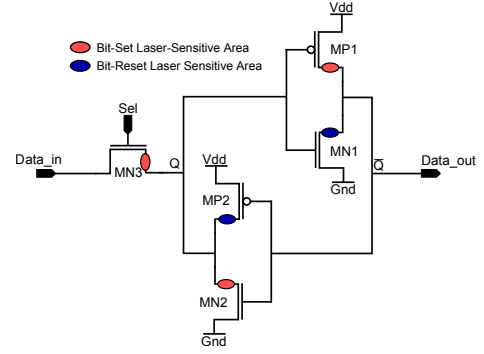 Vdd
Bit-Set Laser-Sensitive Area
MP1
Bit-Reset Laser Sensitive Area
Sel
MN1
Data_in
Q
Vdd
Q̅
Data_out
MN3
Gnd
MP2
MN2
Gnd